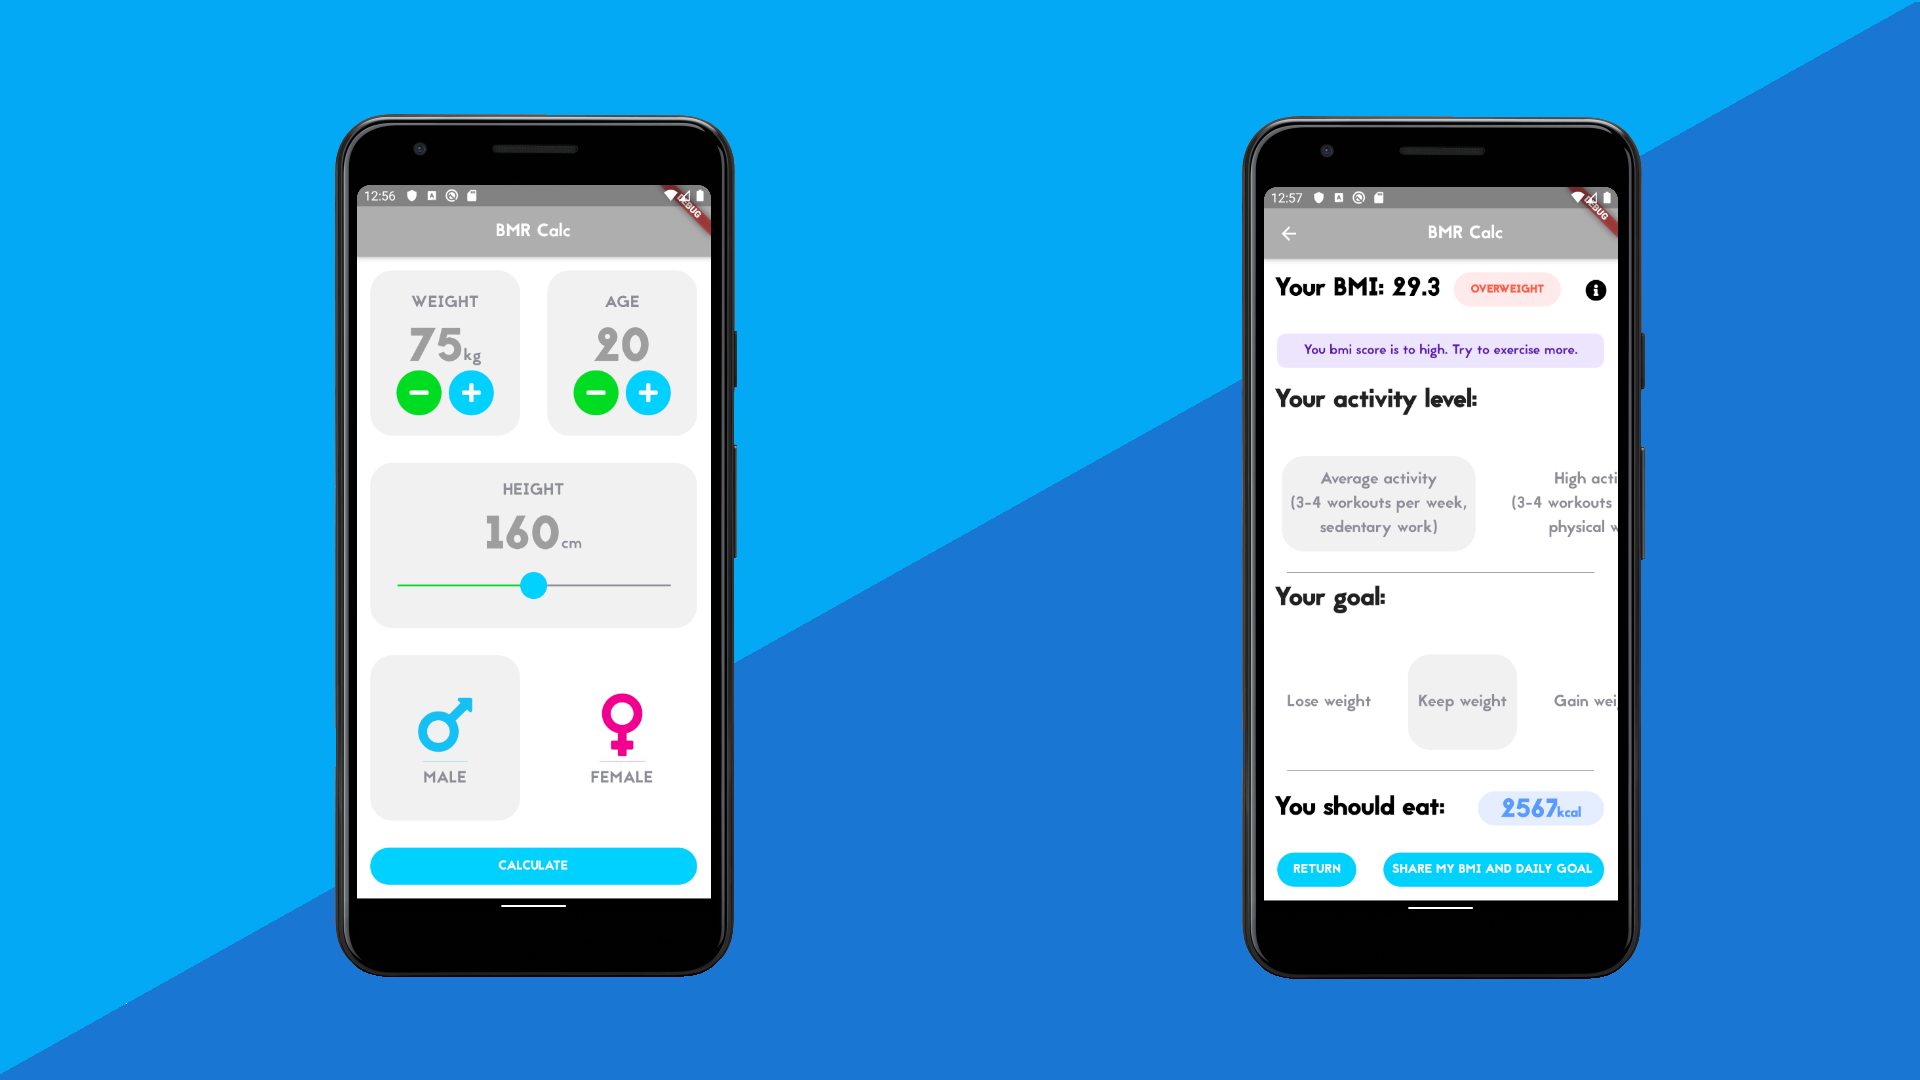 12:56
DEBUG
BMR Calc
WEIGHT
75kg
AGE
20
HEIGHT
160cm
MALE
FEMALE
CALCULATE
12:57
DEBUG
BMR Calc
Your BMI: 29.3
OVERWEIGHT
You bmi score is to high. Try to exercise more.
Your activity level:
Average activity
(3-4 workouts per week,
sedentary work)
High acti
(3-4 workouts
physical w
Your goal:
Lose weight
Keep weight
Gain wei
You should eat:
2567kcal
RETURN
SHARE MY BMI AND DAILY GOAL